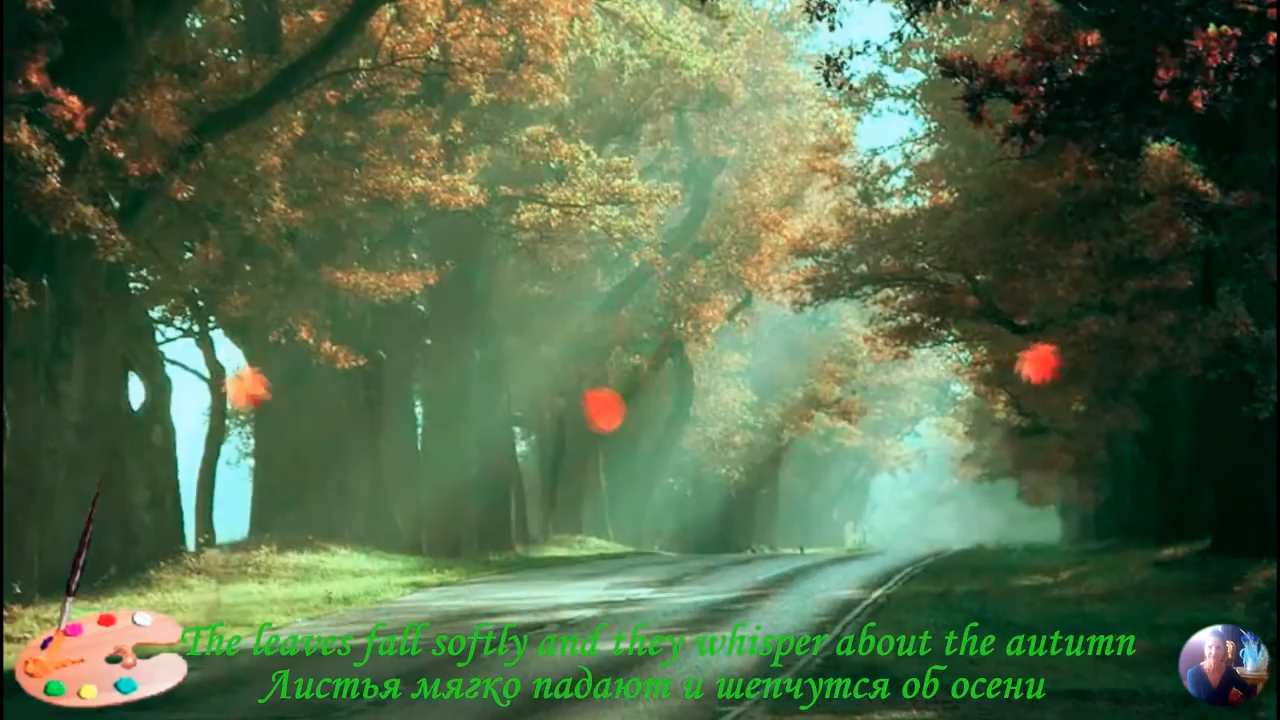 The leaves fall softly and they whisper about the autumn
Листья мягко падают и шепчутся об осени